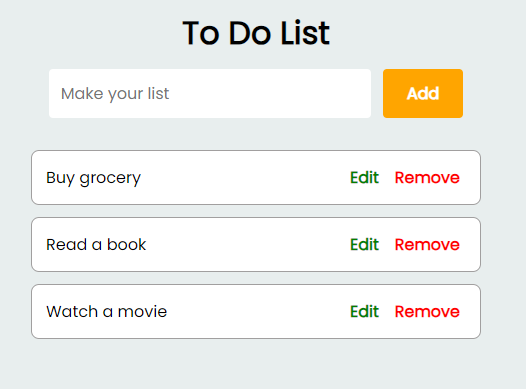 To Do List
Make your list Add
Buy grocery Edit Remove
Read a book Edit Remove
Watch a movie Edit Remove